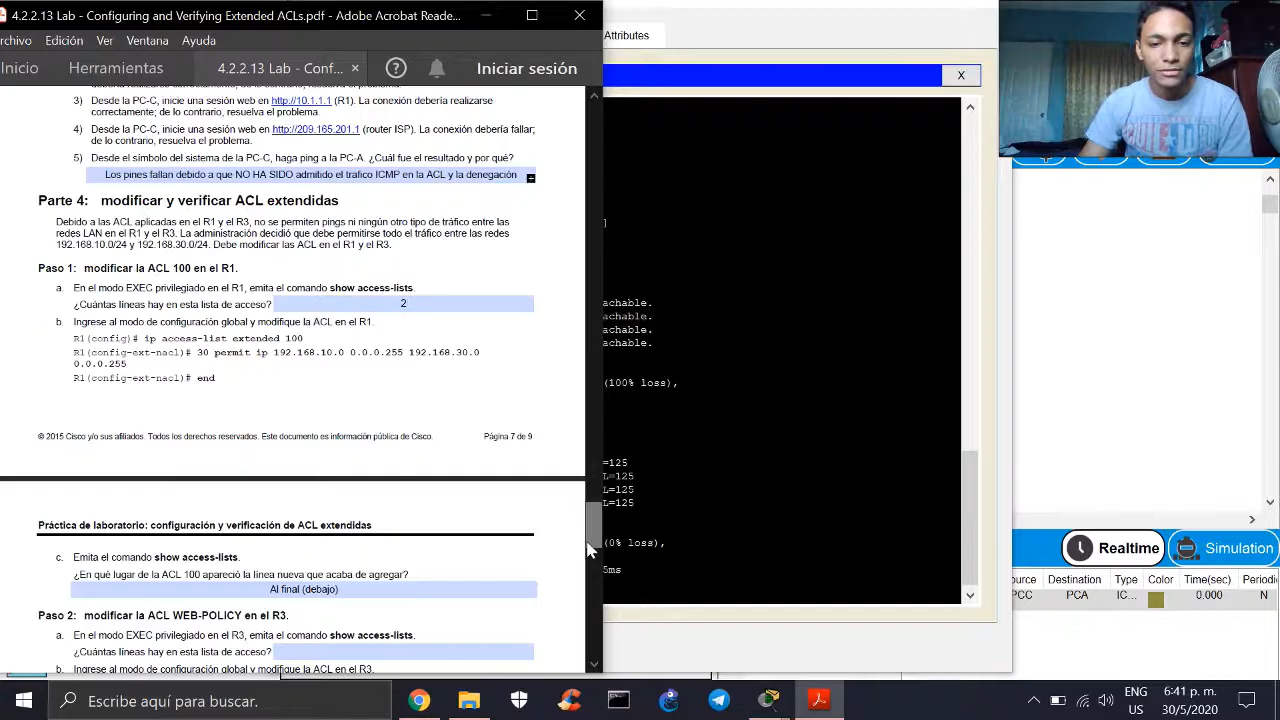 4.2.2.13 Lab - Configuring and Verifying Extended ACLs.pdf - Adobe Acrobat Reade...
Attributes
rchivo Edición Ver Ventana Ayuda
Inicio Herramientas 4.2.2.13 Lab - Conf... × ? Iniciar sesión
X
3) Desde la PC-C, inicie una sesión web en http://10.1.1.1 (R1). La conexión debería realizarse
correctamente; de lo contrario, resuelva el problema.
4) Desde la PC-C, inicie una sesión web en http://209.165.201.1 (router ISP). La conexión debería fallar;
de lo contrario, resuelva el problema.
5) Desde el símbolo del sistema de la PC-C, haga ping a la PC-A. ¿Cuál fue el resultado y por qué?
Los pines fallan debido a que NO HA SIDO admitido el trafico ICMP en la ACL y la denegación
Parte 4: modificar y verificar ACL extendidas
Debido a las ACL aplicadas en el R1 y el R3, no se permiten pings ni ningún otro tipo de tráfico entre las
redes LAN en el R1 y el R3. La administración decidió que debe permitirse todo el tráfico entre las redes
192.168.10.0/24 y 192.168.30.0/24. Debe modificar las ACL en el R1 y el R3.
Paso 1: modificar la ACL 100 en el R1.
a. En el modo EXEC privilegiado en el R1, emita el comando show access-lists.
¿Cuántas líneas hay en esta lista de acceso? 2
b. Ingrese al modo de configuración global y modifique la ACL en el R1.
R1(config)# ip access-list extended 100
R1(config-ext-nacl)# 30 permit ip 192.168.10.0 0.0.0.255 192.168.30.0
0.0.0.255
R1(config-ext-nacl)# end
© 2015 Cisco y/o sus afiliados. Todos los derechos reservados. Este documento es información pública de Cisco. Página 7 de 9
Práctica de laboratorio: configuración y verificación de ACL extendidas
c. Emita el comando show access-lists.
¿En qué lugar de la ACL 100 apareció la línea nueva que acaba de agregar?
Al final (debajo)
Paso 2: modificar la ACL WEB-POLICY en el R3.
a. En el modo EXEC privilegiado en el R3, emita el comando show access-lists.
¿Cuántas líneas hay en esta lista de acceso?
b. Ingrese al modo de configuración global y modifique la ACL en el R3.
]
achable.
achable.
achable.
achable.
(100% loss),
=125
L=125
L=125
L=125
(0% loss),
5ms
Realtime Simulation
ource Destination Type Color Time(sec) Periodi
PCC PCA IC... 0.000 N
Escribe aquí para buscar.
ENG
US
6:41 p. m.
30/5/2020